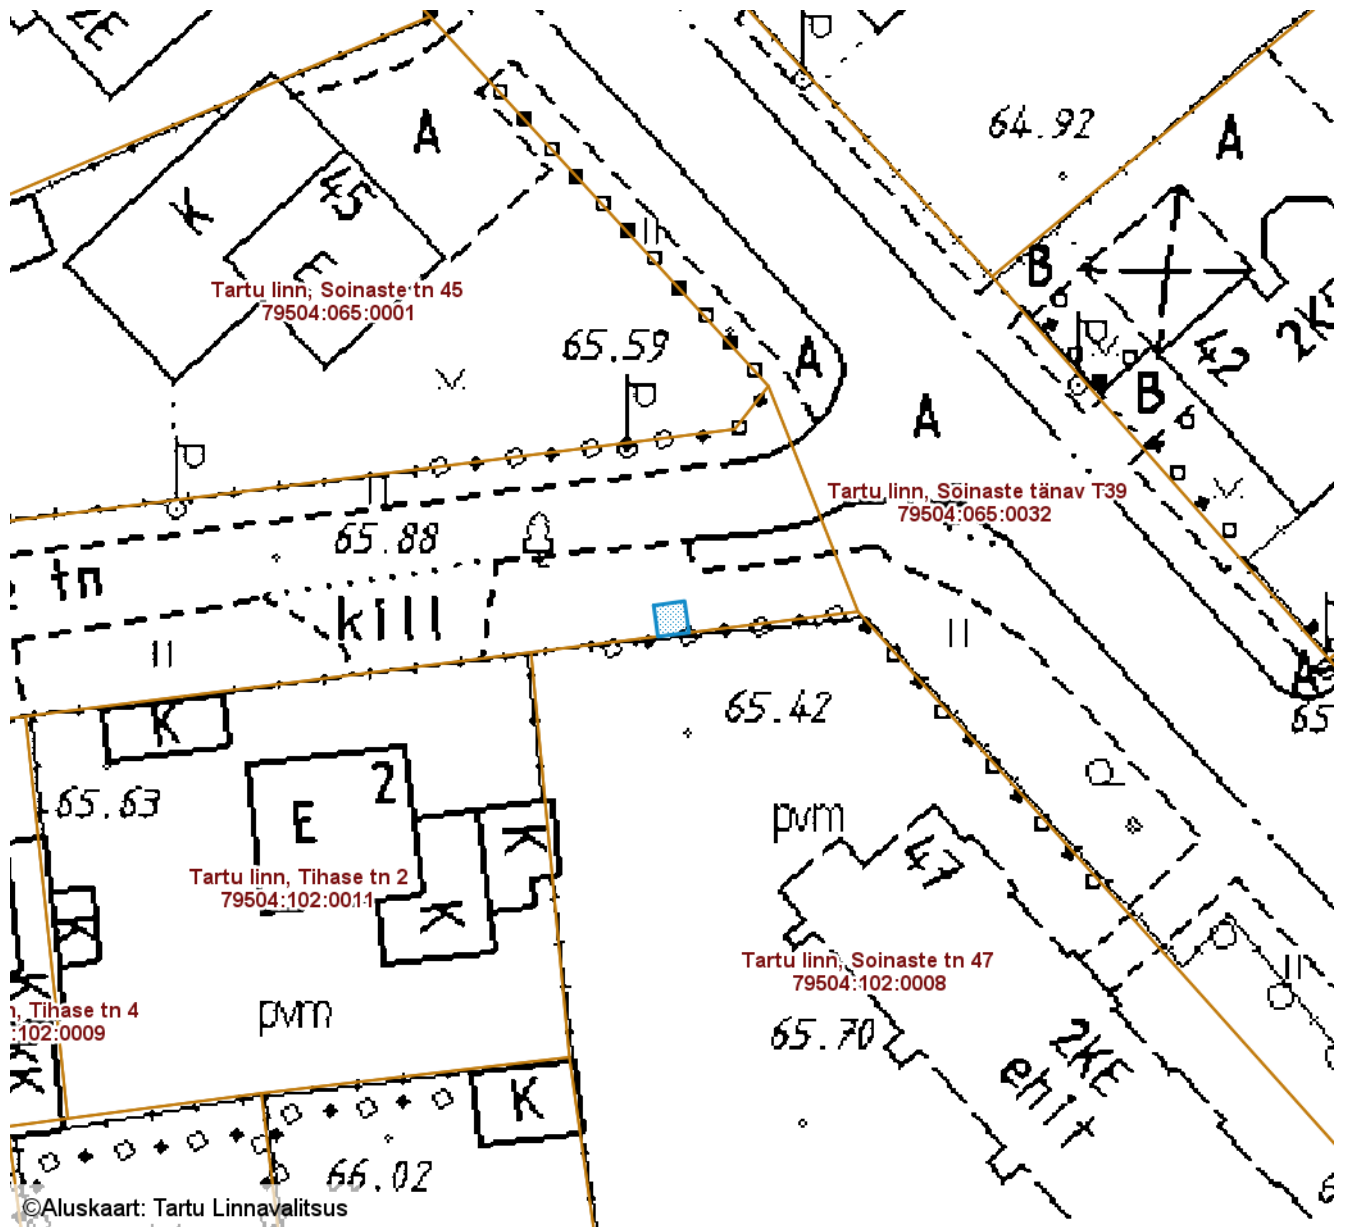 2E
A
64.92
A
K
45
E
Tartu linn, Soinaste tn 45
79504:065:0001
B
65.59
A
42
2K
B
A
Tartu linn, Soinaste tänav T39
79504:065:0032
65.88
tn
kill
65
65.42
K
65.63
2
E
pvm
K
47
Tartu linn, Tihase tn 2
79504:102:0011
K
K
Tartu linn, Soinaste tn 47
79504:102:0008
n, Tihase tn 4
:102:0009
pvm
65.70
2KE
ehit
K
K
66.02
©Aluskaart: Tartu Linnavalitsus